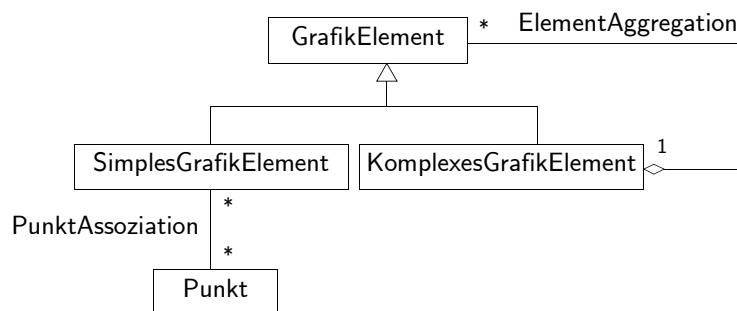 GrafikElement
* ElementAggregation
SimplesGrafikElement
KomplexesGrafikElement
1
*
PunktAssoziation
*
Punkt